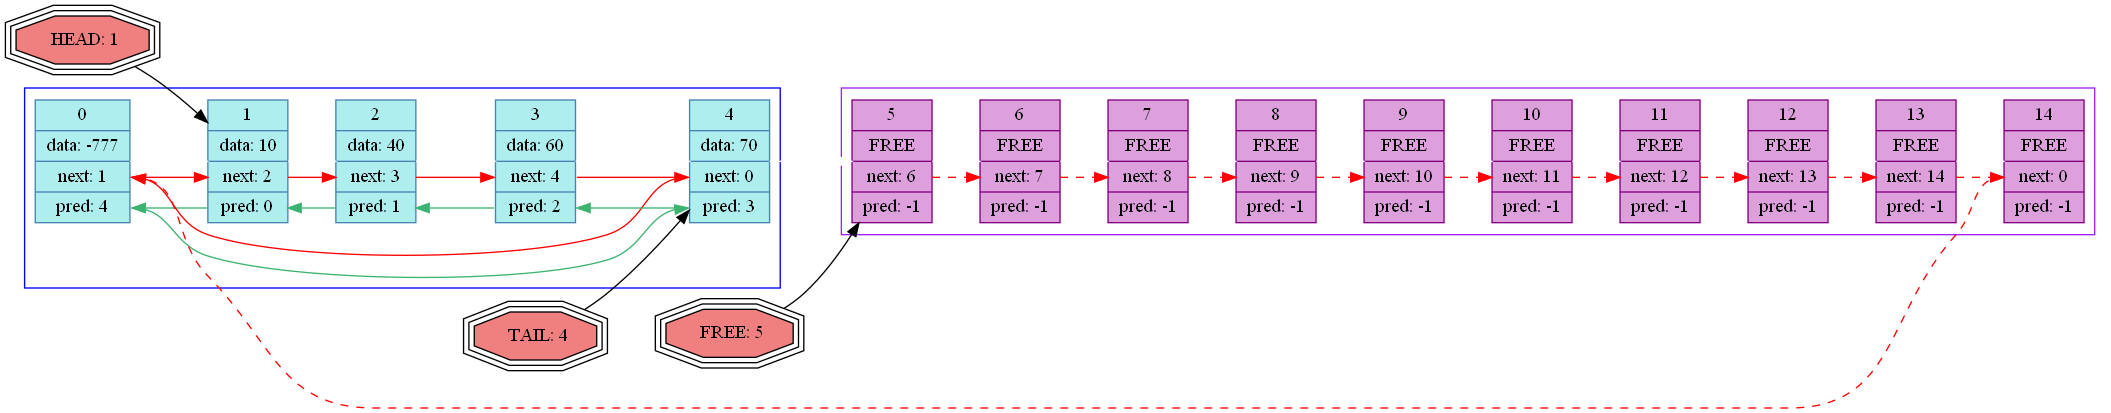 HEAD: 1
0
data: -777
next: 1
pred: 4
1
data: 10
next: 2
pred: 0
2
data: 40
next: 3
pred: 1
3
data: 60
next: 4
pred: 2
4
data: 70
next: 0
pred: 3
5
FREE
next: 6
pred: -1
6
FREE
next: 7
pred: -1
7
FREE
next: 8
pred: -1
8
FREE
next: 9
pred: -1
9
FREE
next: 10
pred: -1
10
FREE
next: 11
pred: -1
11
FREE
next: 12
pred: -1
12
FREE
next: 13
pred: -1
13
FREE
next: 14
pred: -1
14
FREE
next: 0
pred: -1
TAIL: 4
FREE: 5